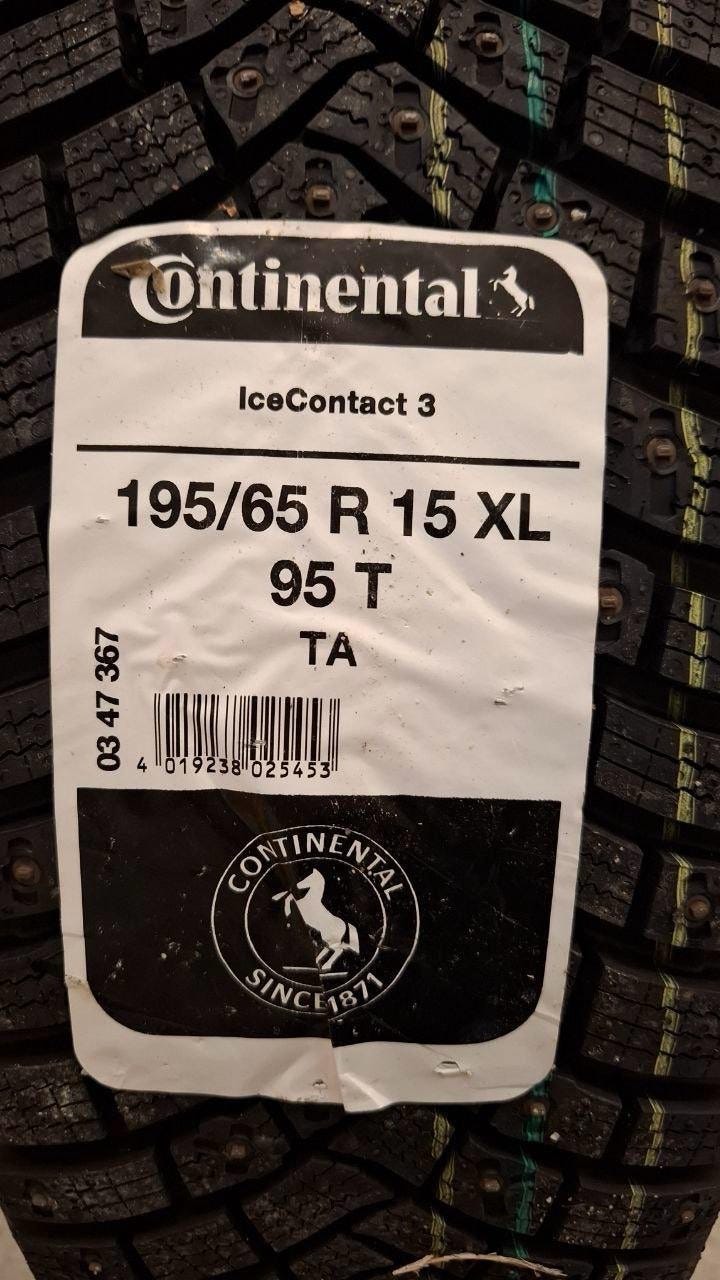 Continental
IceContact 3
195/65 R 15 XL
95 T
TA
03 47 367
4 019238 025453
CONTINENTAL
SINCE 1871